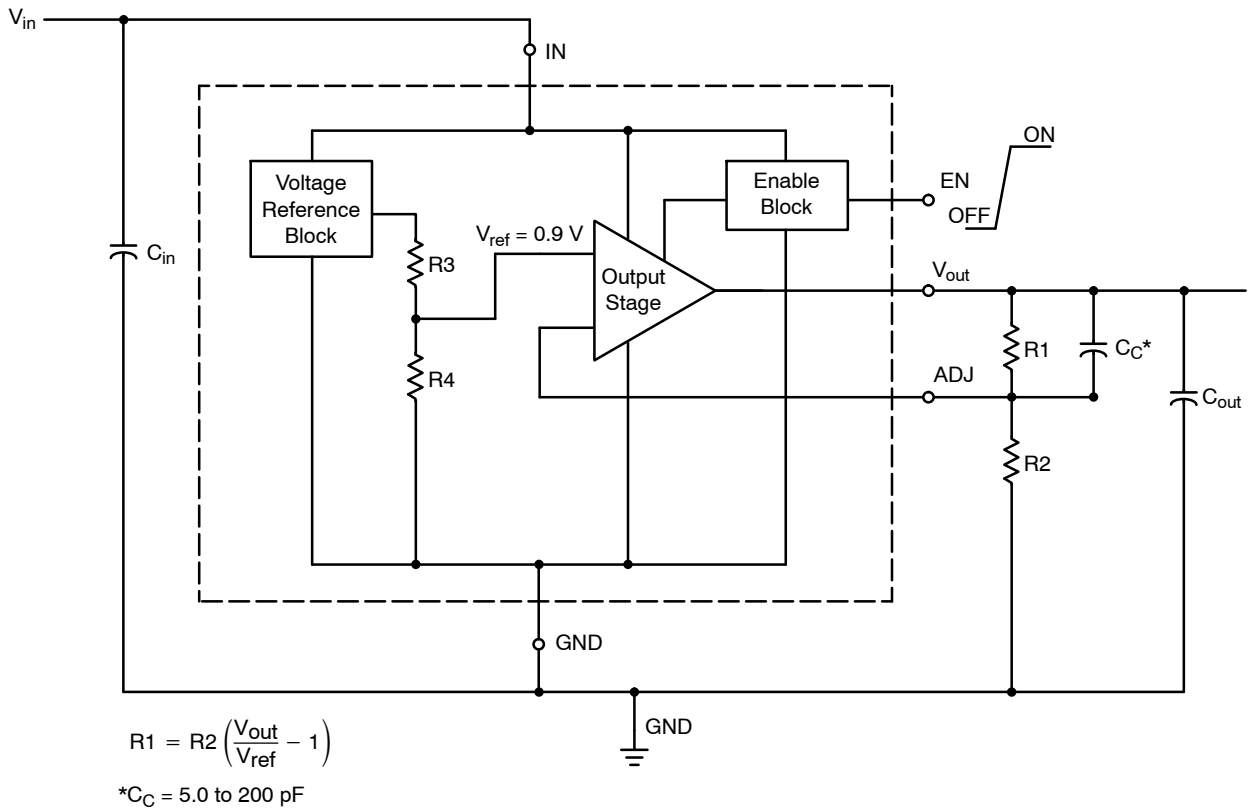 Vin
IN
ON
Voltage
Reference
Block
Enable
Block
EN
OFF
Cin
R3
Vref = 0.9 V
Output
Stage
Vout
R1
CC*
R4
ADJ
Cout
R2
GND
GND
R1 = R2 (Vout/Vref − 1)
*CC = 5.0 to 200 pF